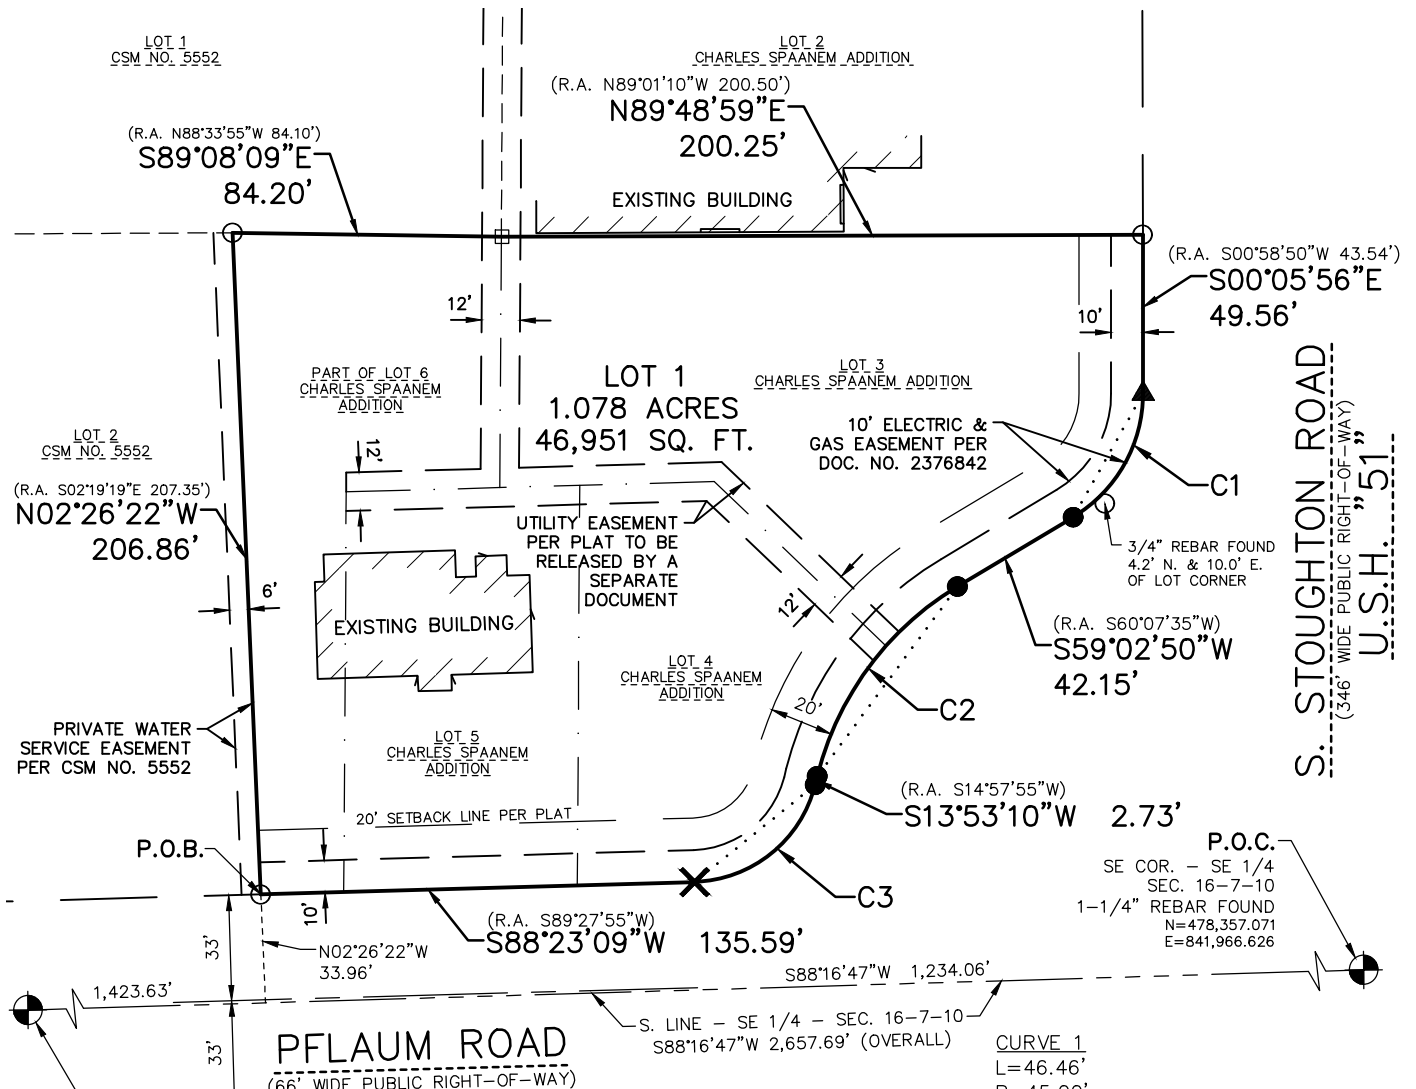 LOT 1
CSM NO. 5552
LOT 2
CHARLES SPAANEM ADDITION
(R.A. N89°01'10"W 200.50')
N89°48'59"E
200.25'
(R.A. N88°33'55"W 84.10')
S89°08'09"E
84.20'
EXISTING BUILDING
(R.A. S00°58'50"W 43.54')
S00°05'56"E
49.56'
12'
10'
PART OF LOT 6
CHARLES SPAANEM
ADDITION
LOT 1
1.078 ACRES
46,951 SQ. FT.
LOT 3
CHARLES SPAANEM ADDITION
10' ELECTRIC &
GAS EASEMENT PER
DOC. NO. 2376842
S. STOUGHTON ROAD
(346' WIDE PUBLIC RIGHT-OF-WAY)
U.S.H. "51"
LOT 2
CSM NO. 5552
(R.A. S02°19'19"E 207.35')
N02°26'22"W
206.86'
12'
C1
UTILITY EASEMENT
PER PLAT TO BE
RELEASED BY A
SEPARATE
DOCUMENT
3/4" REBAR FOUND
4.2' N. & 10.0' E.
OF LOT CORNER
6'
12'
EXISTING BUILDING
(R.A. S60°07'35"W)
S59°02'50"W
42.15'
LOT 4
CHARLES SPAANEM
ADDITION
20'
C2
PRIVATE WATER
SERVICE EASEMENT
PER CSM NO. 5552
LOT 5
CHARLES SPAANEM
ADDITION
(R.A. S14°57'55"W)
S13°53'10"W 2.73'
20' SETBACK LINE PER PLAT
P.O.B.
P.O.C.
SE COR. - SE 1/4
SEC. 16-7-10
1-1/4" REBAR FOUND
N=478,357.071
E=841,966.626
C3
10'
(R.A. S89°27'55"W)
S88°23'09"W 135.59'
33'
N02°26'22"W
33.96'
S88°16'47"W 1,234.06'
1,423.63'
S. LINE - SE 1/4 - SEC. 16-7-10
S88°16'47"W 2,657.69' (OVERALL)
33'
PFLAUM ROAD
(66' WIDE PUBLIC RIGHT-OF-WAY)
CURVE 1
L=46.46'